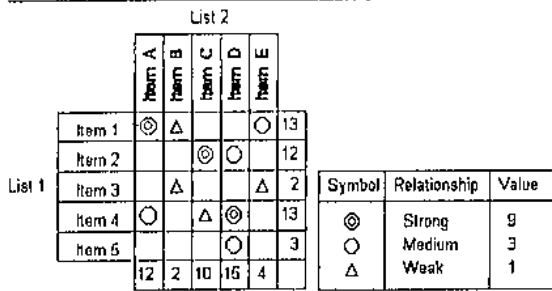 List 2
Item A
Item B
Item C
Item D
Item E
Item 1 ◎ △ ○ 13
Item 2 ◎ ○ 12
List 1
Item 3 △ △ 2
Item 4 ○ △ ◎ 13
Item 5 ○ 3
12 2 10 15 4
Symbol Relationship Value
◎ Strong 9
○ Medium 3
△ Weak 1